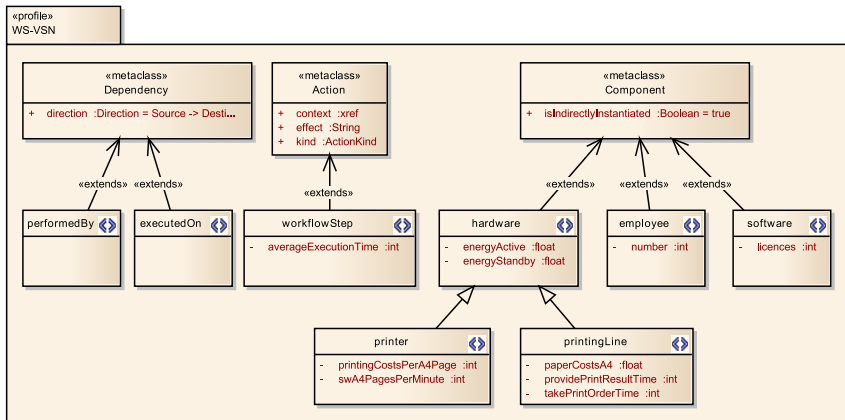 «profile»
WS-VSN
«metaclass»
Dependency
+ direction :Direction = Source -> Desti...
«metaclass»
Action
+ context :xref
+ effect :String
+ kind :ActionKind
«metaclass»
Component
+ isIndirectlyInstantiated :Boolean = true
«extends»
«extends»
«extends»
«extends»
«extends»
«extends»
performedBy
executedOn
workflowStep
- averageExecutionTime :int
hardware
- energyActive :float
- energyStandby :float
employee
- number :int
software
- licences :int
printer
- printingCostsPerA4Page :int
- swA4PagesPerMinute :int
printingLine
- paperCostsA4 :float
- providePrintResultTime :int
- takePrintOrderTime :int